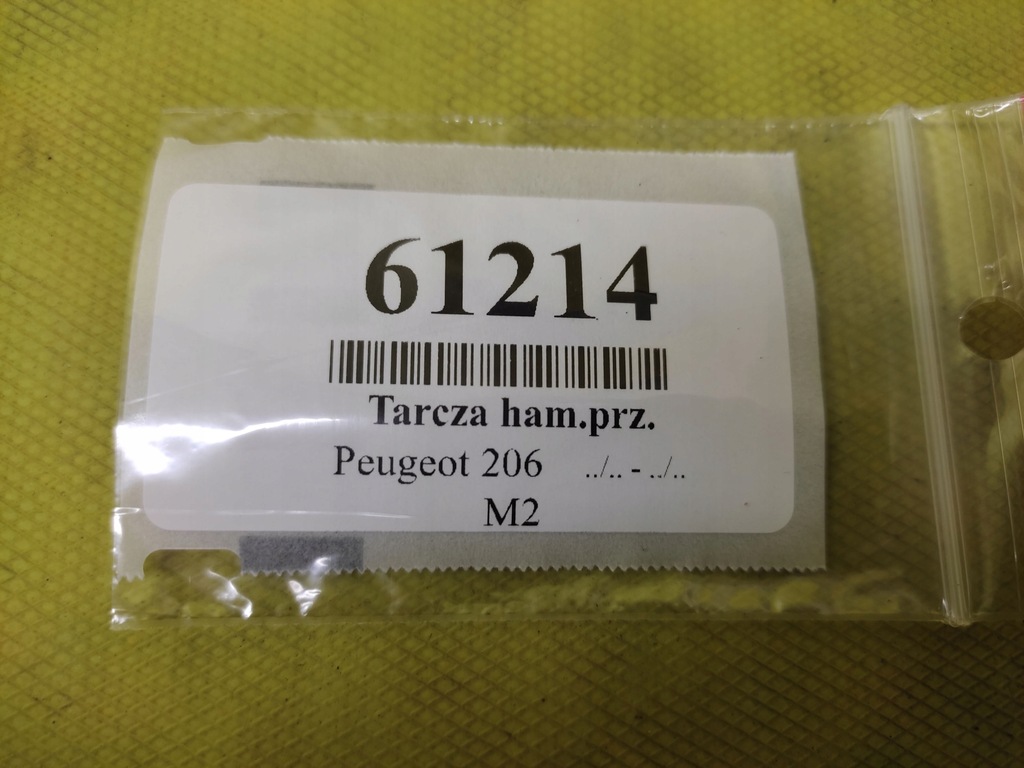 61214
Tarcza ham.prz.
Peugeot 206 ../.. - ../..
M2